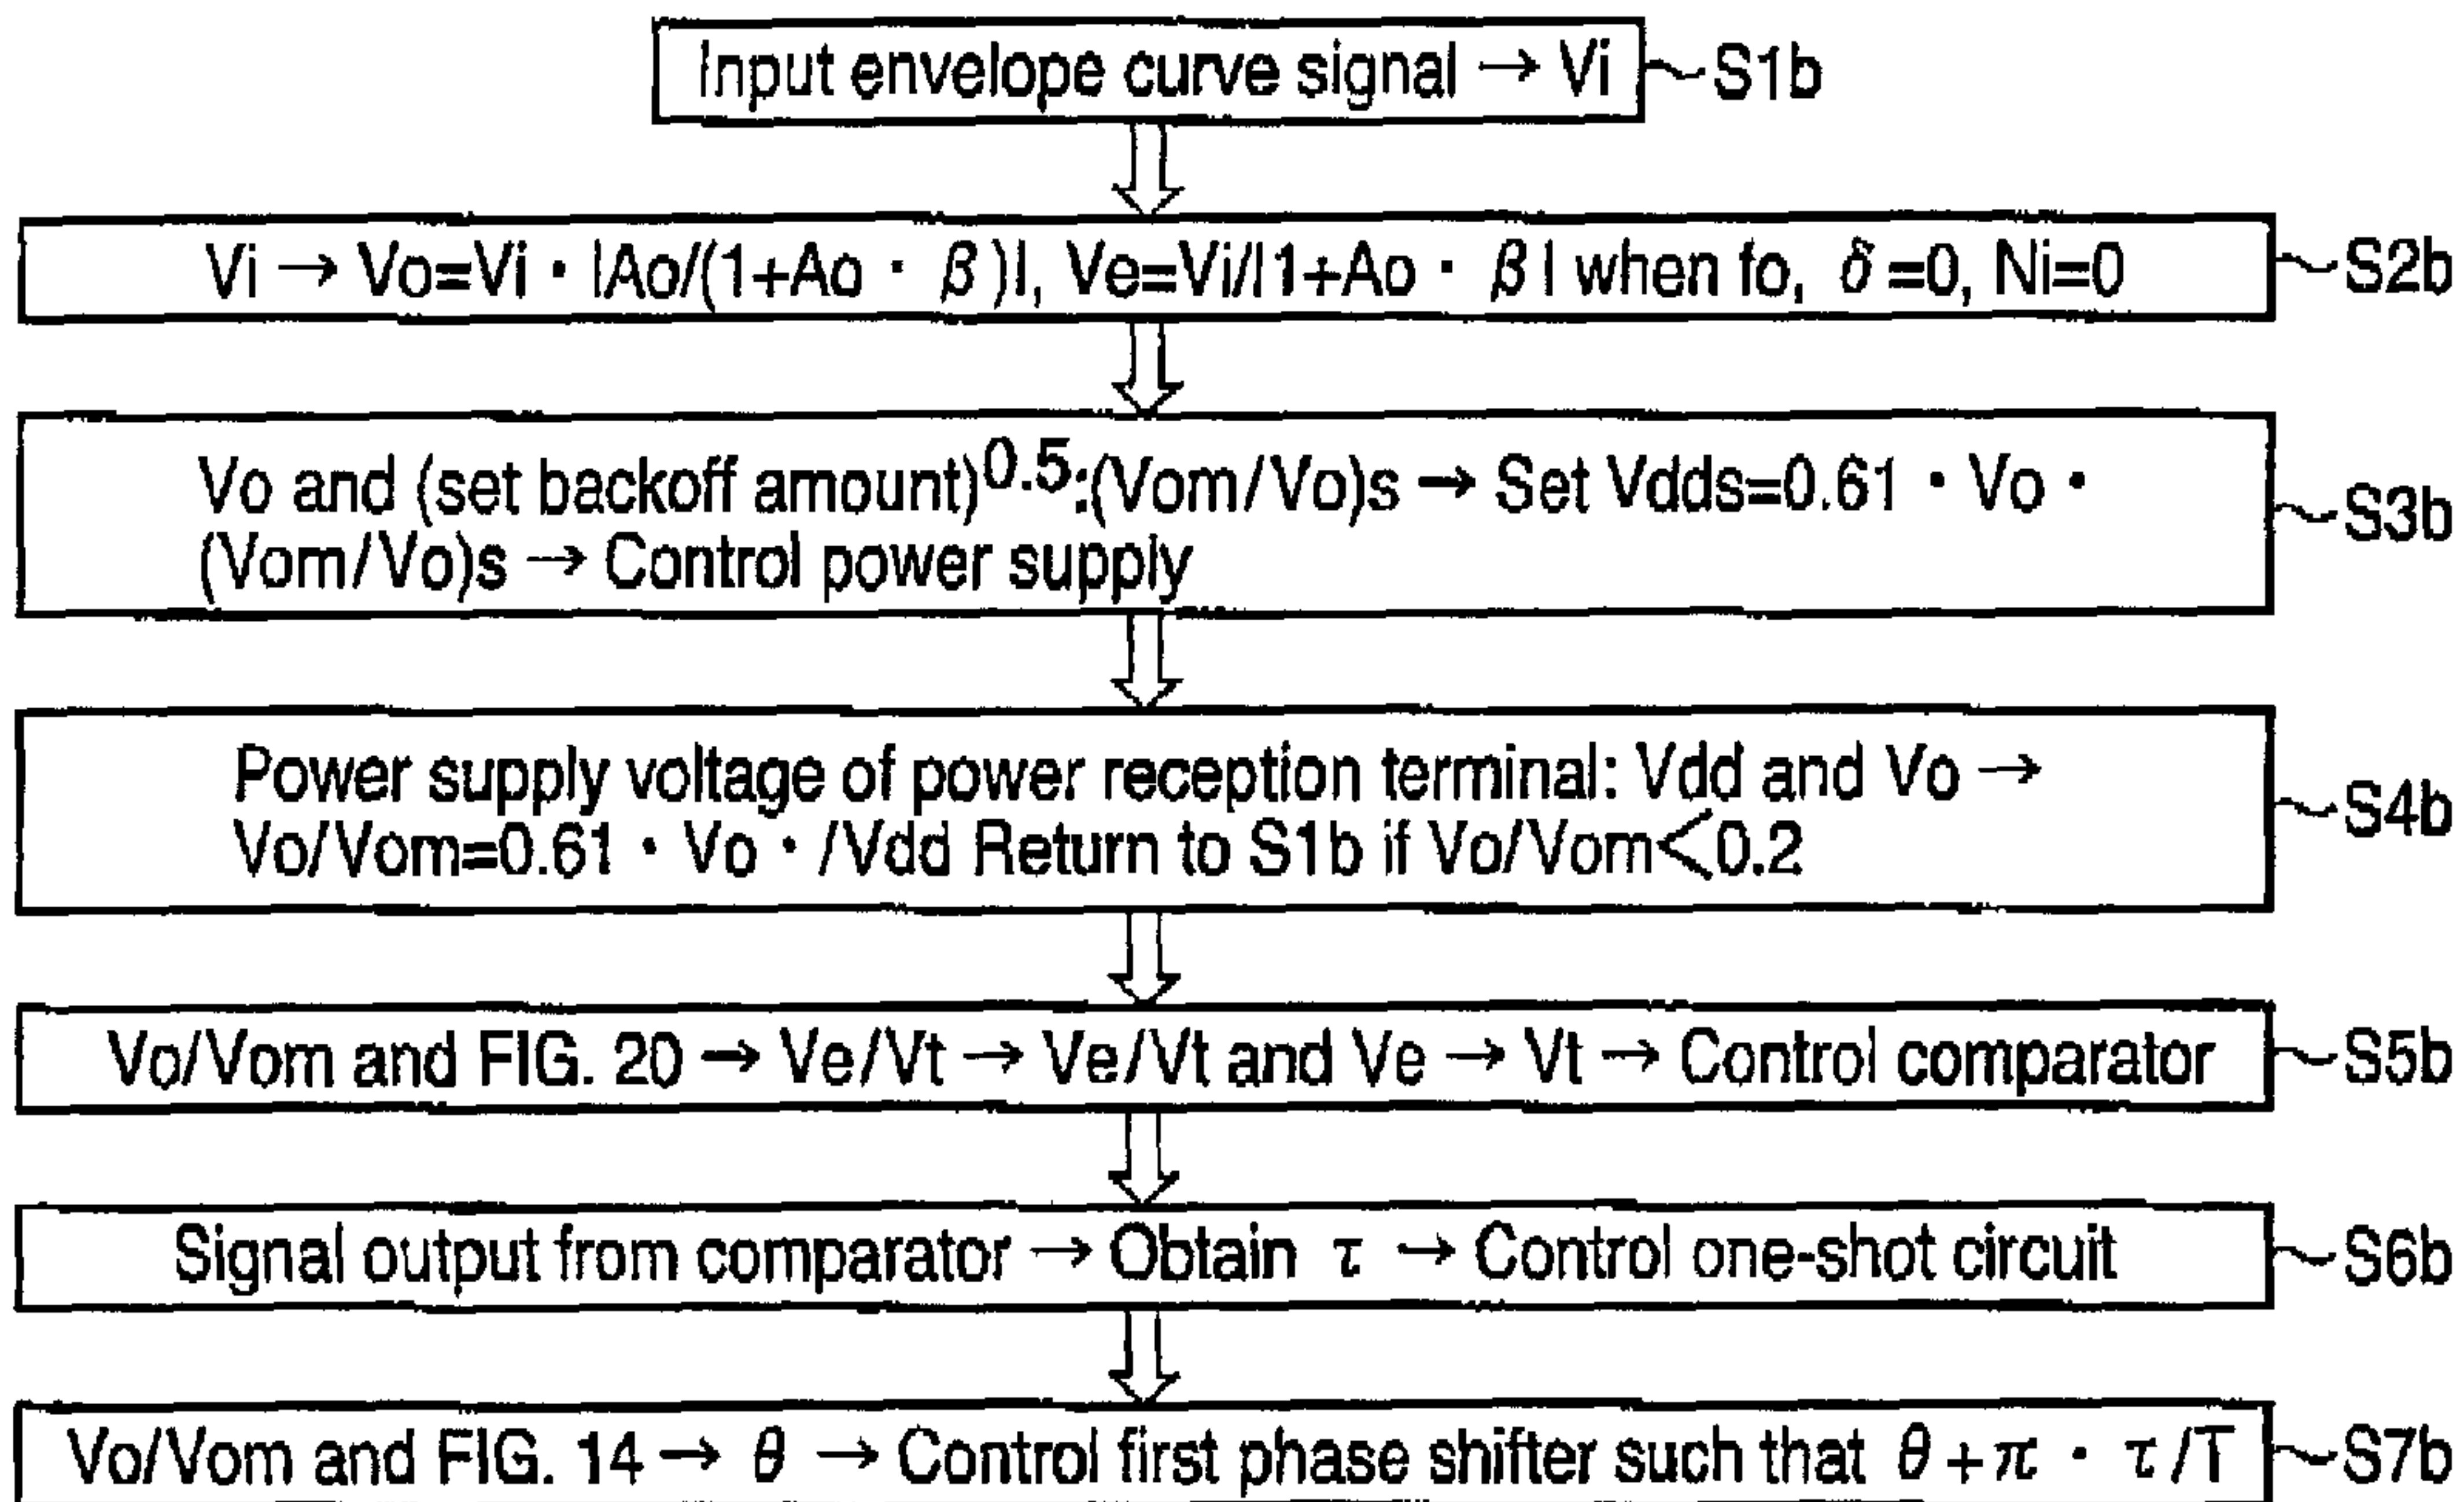 Input envelope curve signal → Vi
S1b
Vi → Vo=Vi · |Ao/(1+Ao · β)|, Ve=Vi/|1+Ao · β| when fo, δ=0, Ni=0
S2b
Vo and (set backoff amount)^0.5:(Vom/Vo)s → Set Vdds=0.61 · Vo ·
(Vom/Vo)s → Control power supply
S3b
Power supply voltage of power reception terminal: Vdd and Vo →
Vo/Vom=0.61 · Vo · /Vdd Return to S1b if Vo/Vom<0.2
S4b
Vo/Vom and FIG. 20 → Ve/Vt → Ve/Vt and Ve → Vt → Control comparator
S5b
Signal output from comparator → Obtain τ → Control one-shot circuit
S6b
Vo/Vom and FIG. 14 → θ → Control first phase shifter such that θ+π · τ/T
S7b